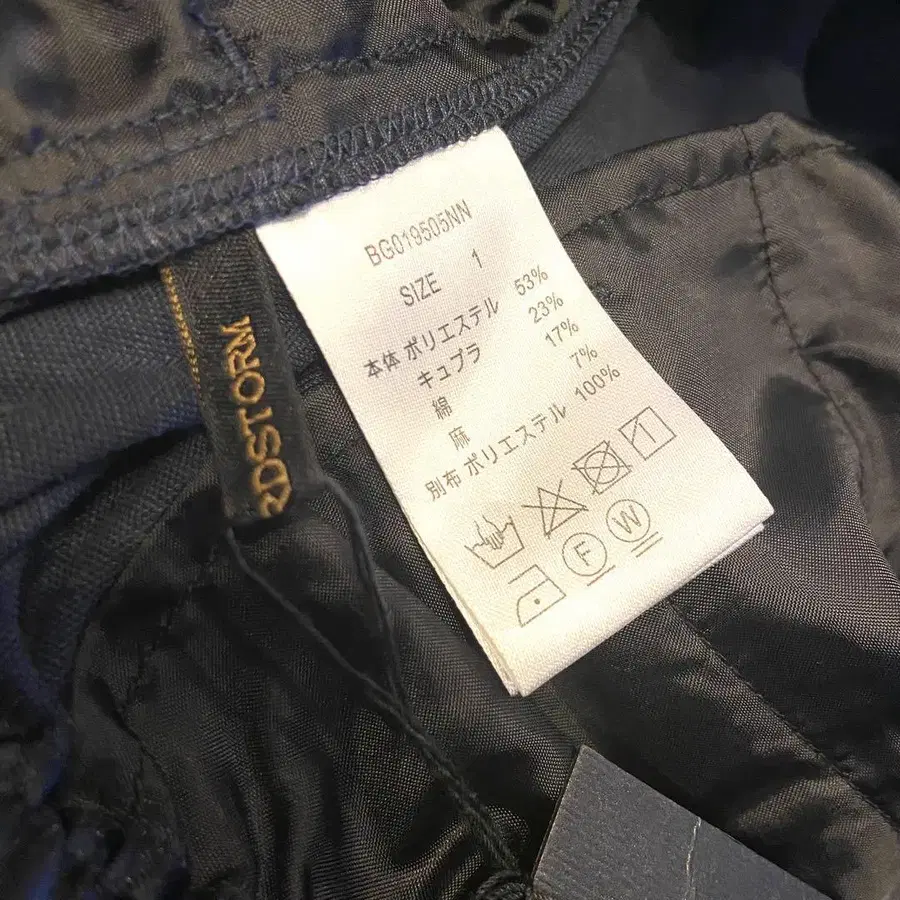 BG019505NN
SIZE 1
本体 ポリエステル 53%
キュプラ 23%
綿 17%
麻 7%
別布 ポリエステル 100%
F W
RDSTORM